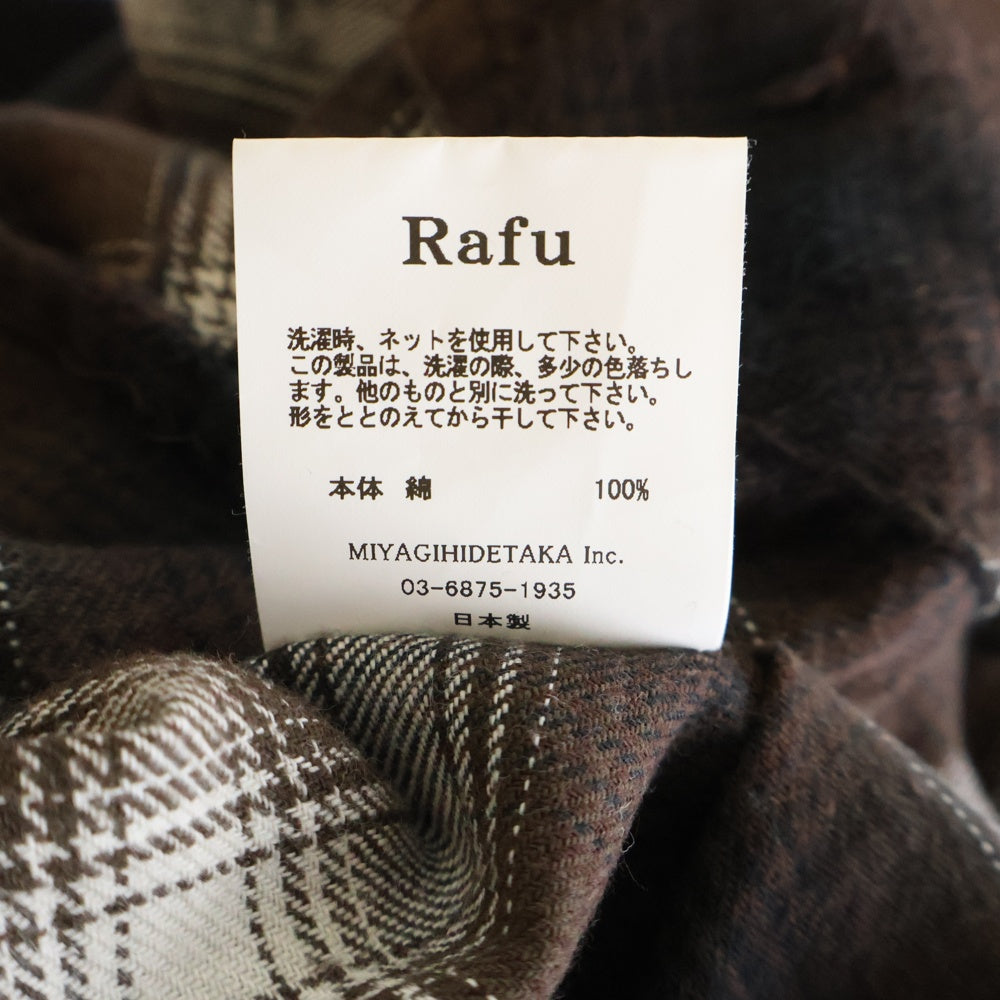 Rafu
洗濯時、ネットを使用して下さい。
この製品は、洗濯の際、多少の色落ちし
ます。他のものと別に洗って下さい。
形をととのえてから干して下さい。
本体 綿 100%
MIYAGIHIDETAKA Inc.
03-6875-1935
日本製